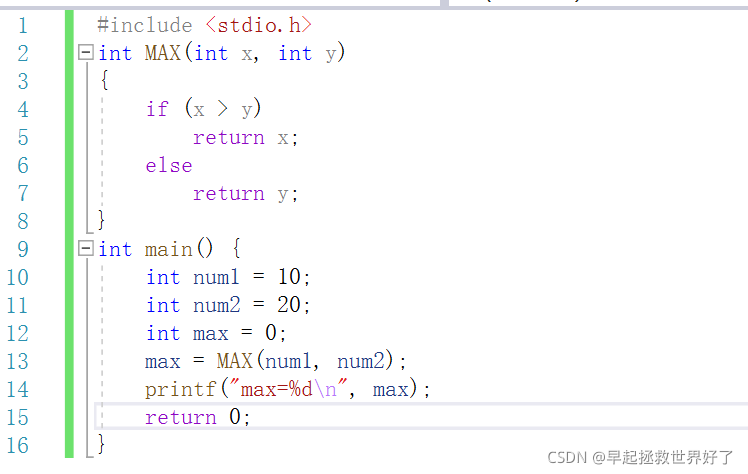 1 #include <stdio.h>
2 int MAX(int x, int y)
3 {
4 if (x > y)
5 return x;
6 else
7 return y;
8 }
9 int main() {
10 int num1 = 10;
11 int num2 = 20;
12 int max = 0;
13 max = MAX(num1, num2);
14 printf("max=%d\n", max);
15 return 0;
16 }
CSDN @早起拯救世界好了